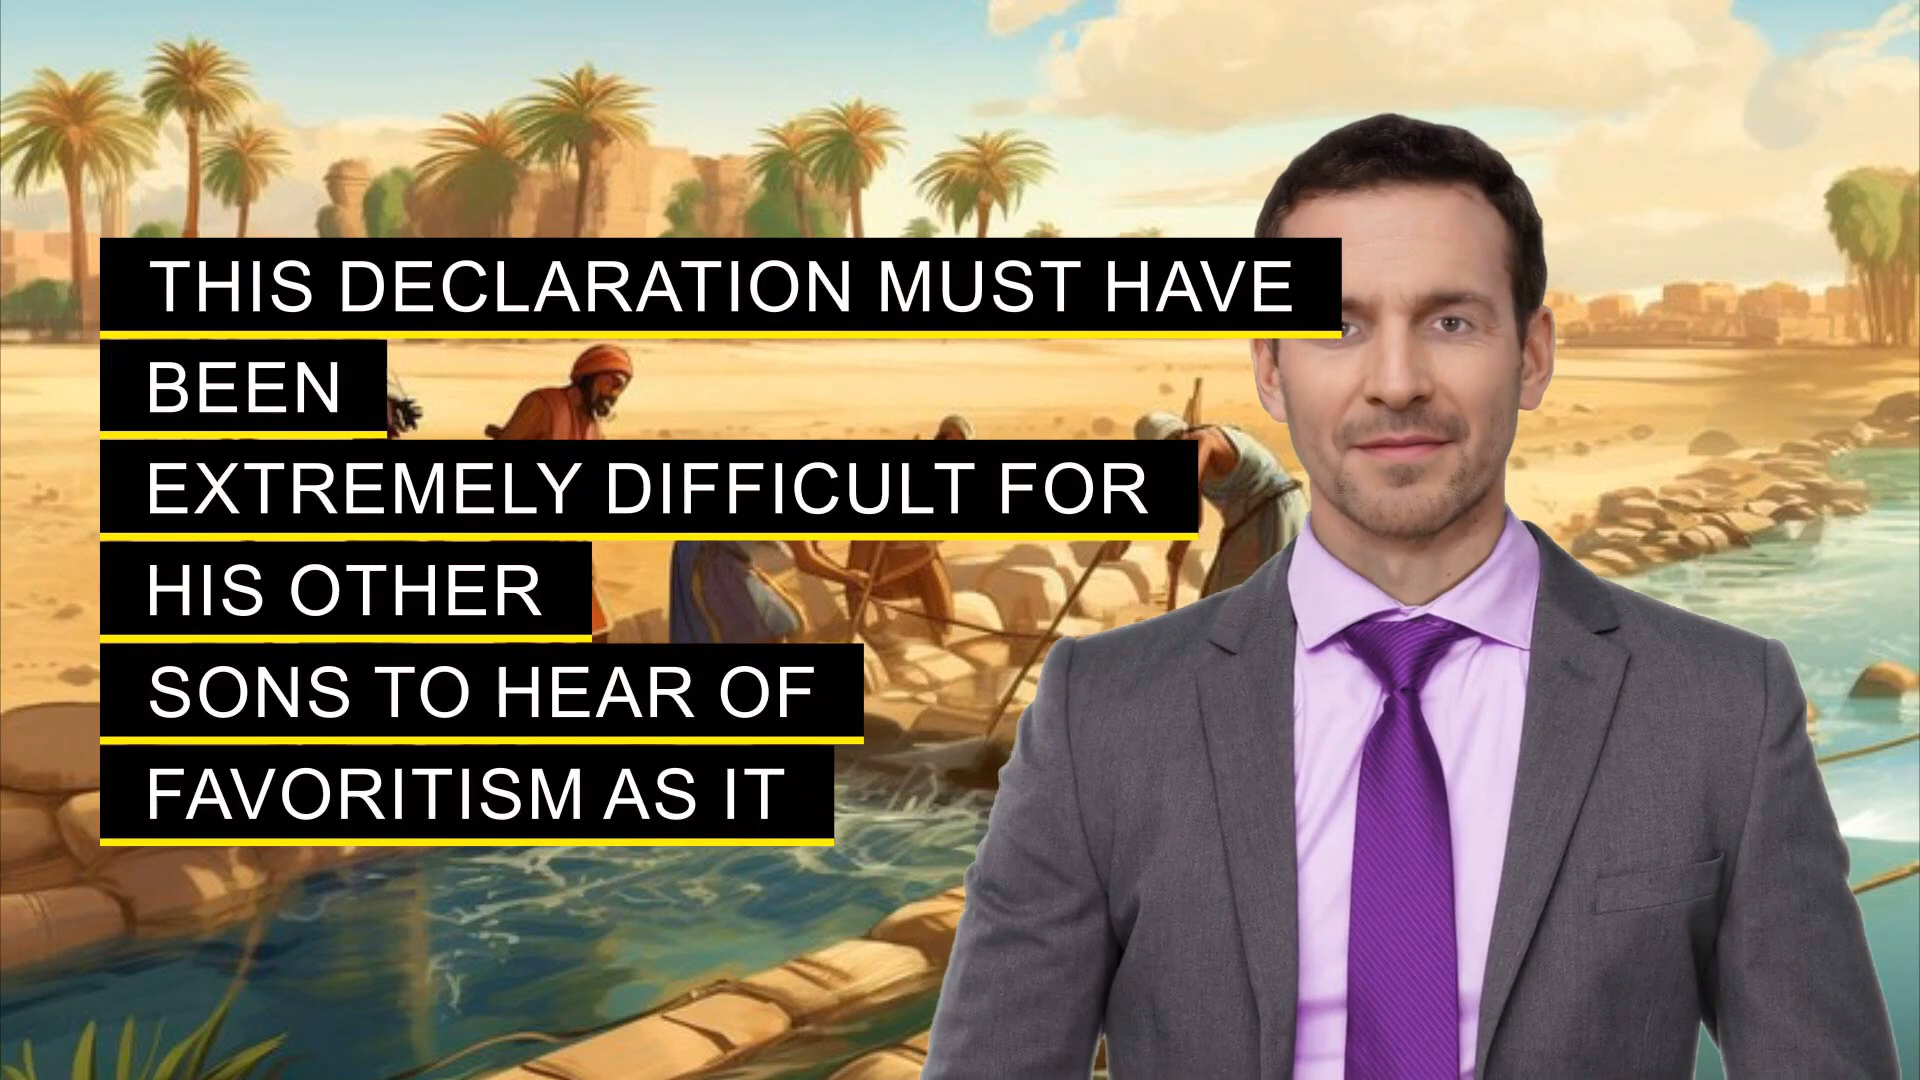 THIS DECLARATION MUST HAVE
BEEN
EXTREMELY DIFFICULT FOR
HIS OTHER
SONS TO HEAR OF
FAVORITISM AS IT